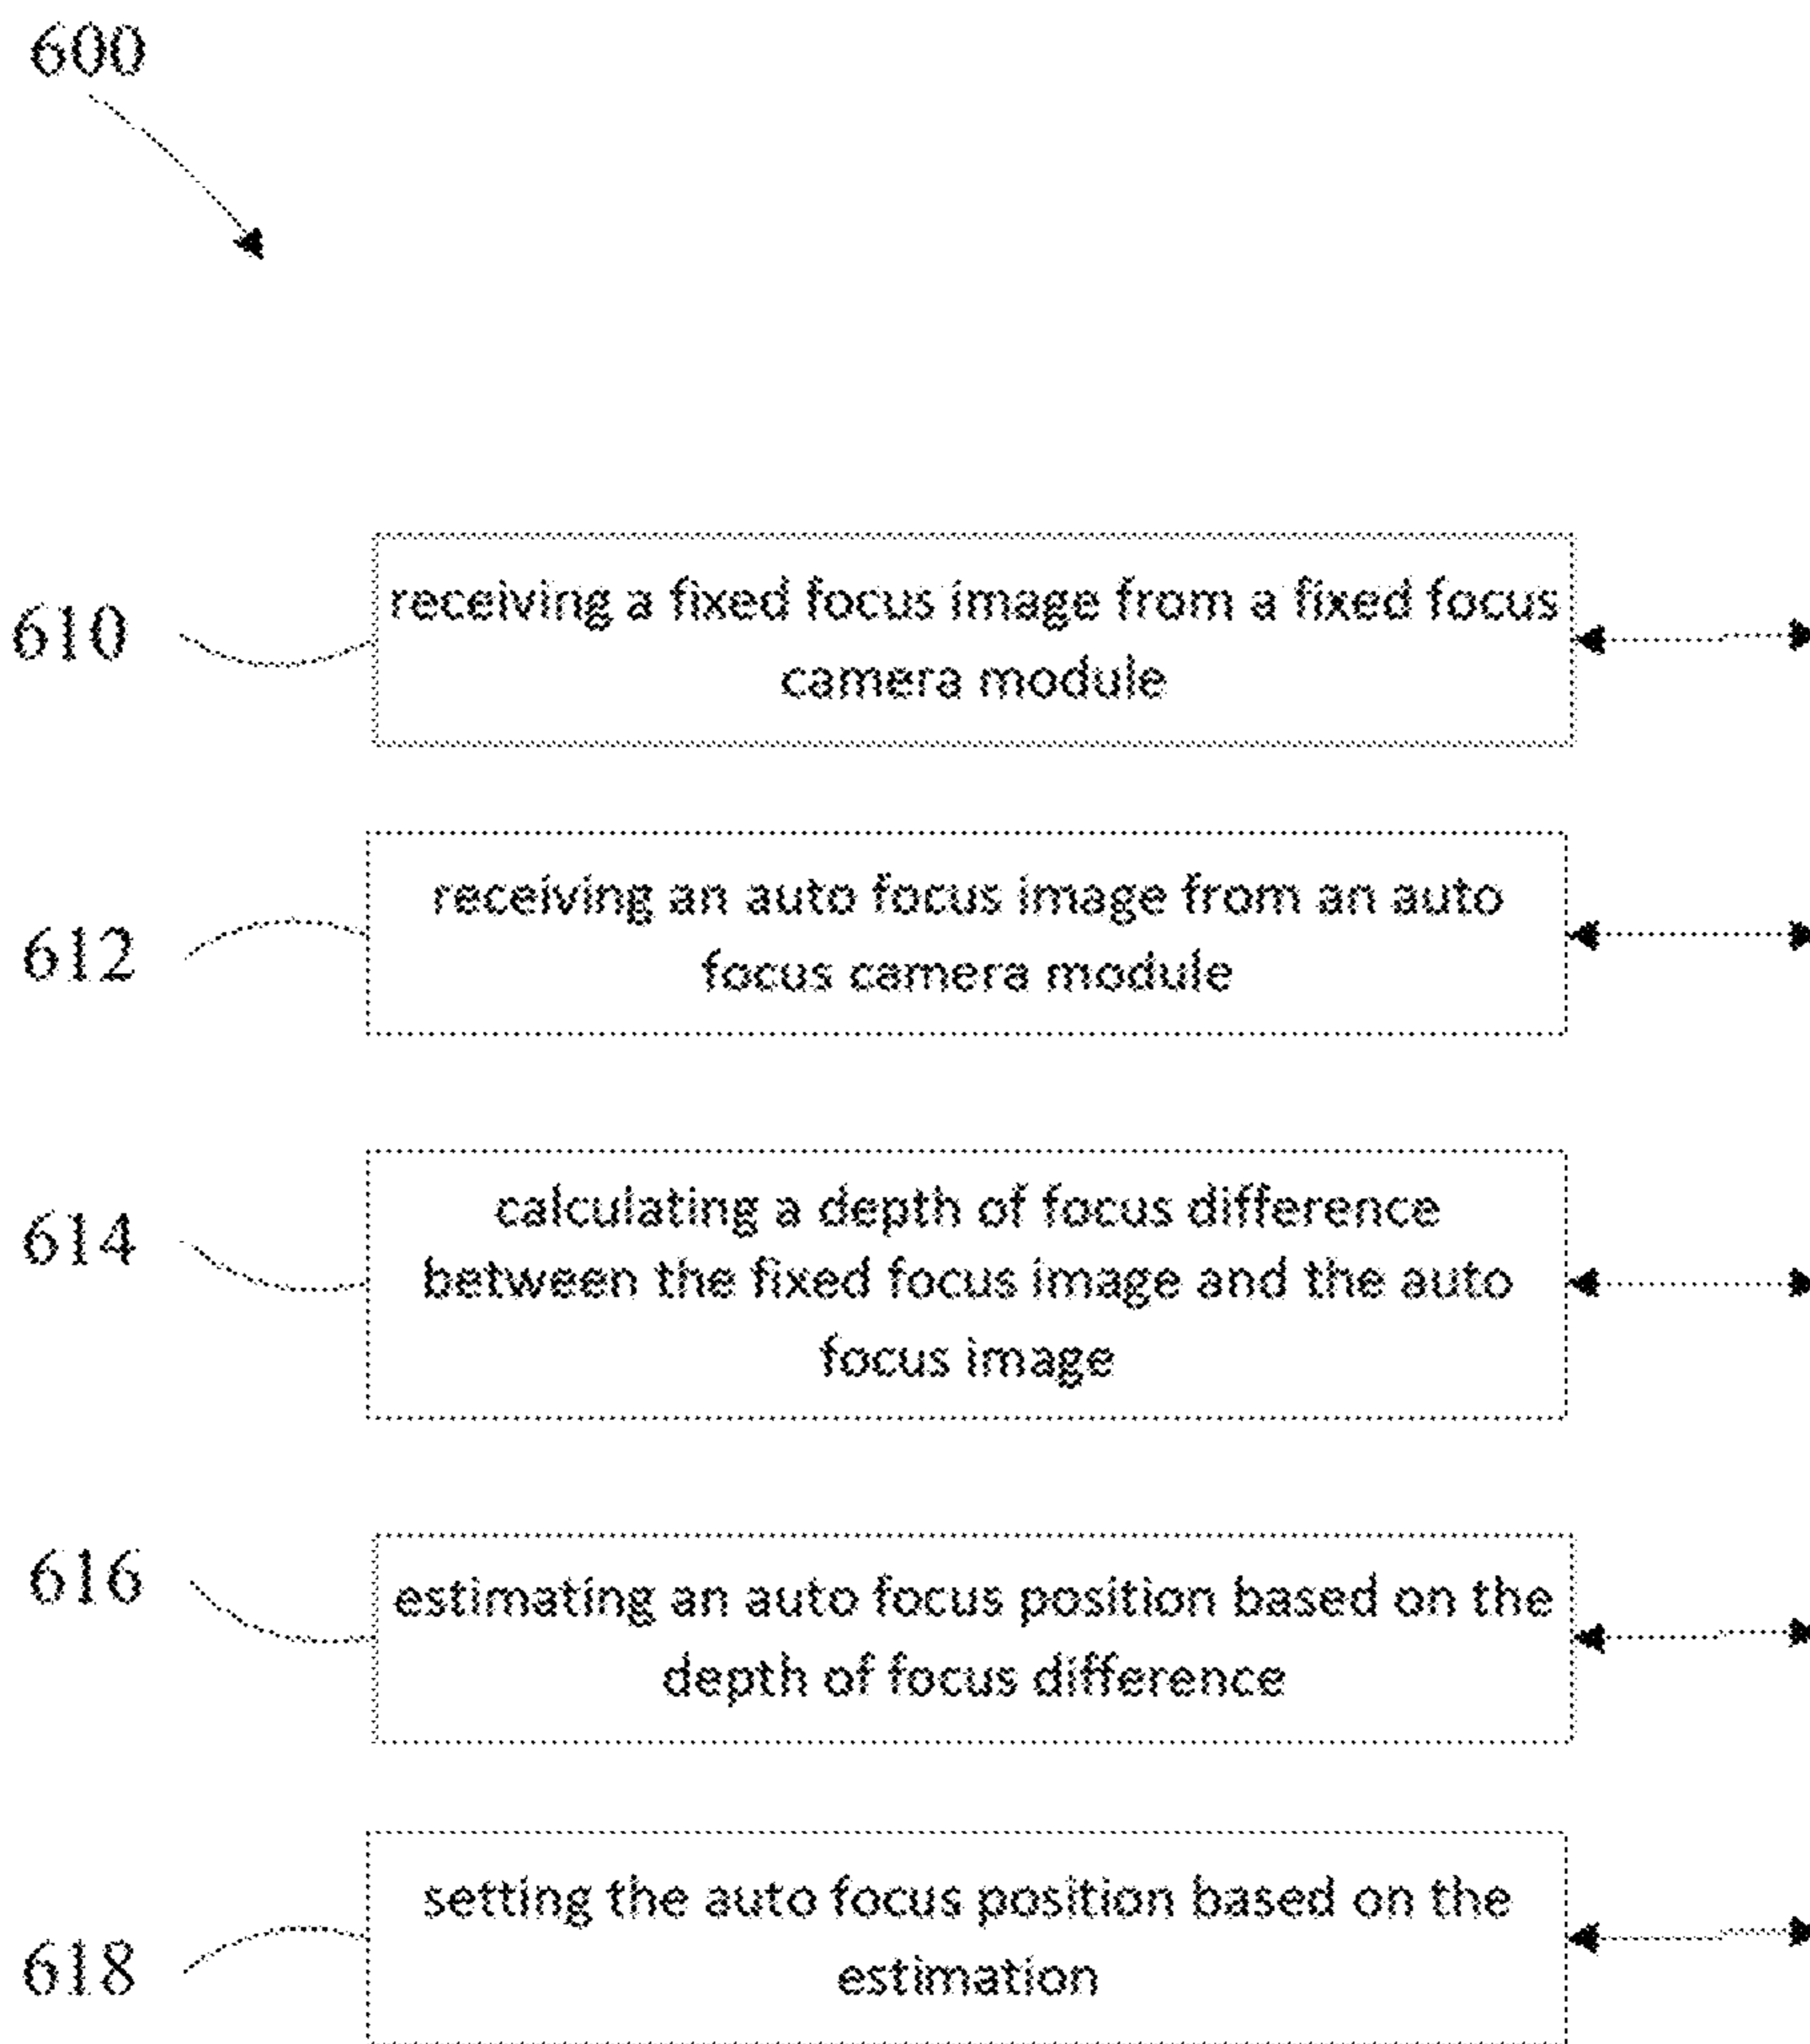 600
610
receiving a fixed focus image from a fixed focus
camera module
612
receiving an auto focus image from an auto
focus camera module
614
calculating a depth of focus difference
between the fixed focus image and the auto
focus image
616
estimating an auto focus position based on the
depth of focus difference
618
setting the auto focus position based on the
estimation